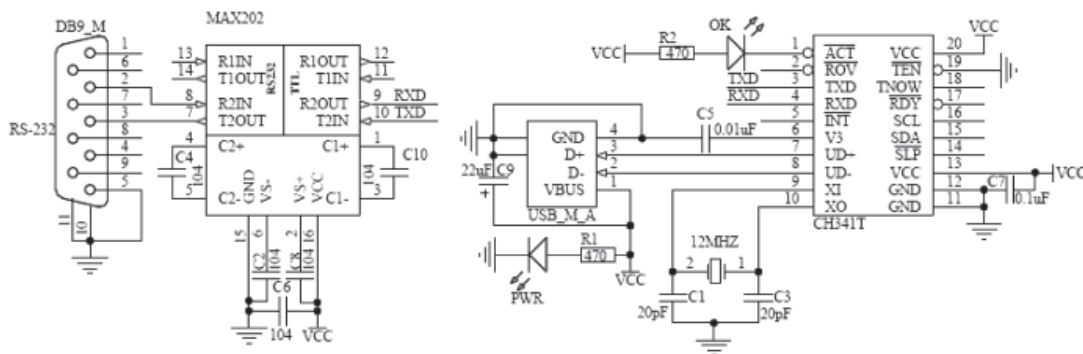 DB9_M
RS-232
1
6
2
7
3
8
4
9
5
11
10
MAX202
13 R1IN R1OUT 12
14 T1OUT T1IN 11
RS232 TTL
8 R2IN R2OUT 9 RXD
7 T2OUT T2IN 10 TXD
4 C2+ C1+ 1
C4 104 104 C10
5 C2- C1- 3
GND VS- VS+ VCC
15 6 2 16
C2 104 C8 104
C6
104
VCC
OK
VCC R2 470
1 ACT VCC 20 VCC
2 ROV TEN 19
TXD 3 TXD TNOW 18
RXD 4 RXD RDY 17
5 INT SCL 16
6 V3 SDA 15
7 UD+ SLP 14
8 UD- VCC 13 VCC
9 XI GND 12
10 XO GND 11
CH341T
C7
0.1uF
C5
0.01uF
GND 4
D+ 3
D- 2
VBUS 1
USB_M_A
22uF C9
+
R1
470
PWR
VCC
12MHZ
2 1
C1
20pF
C3
20pF